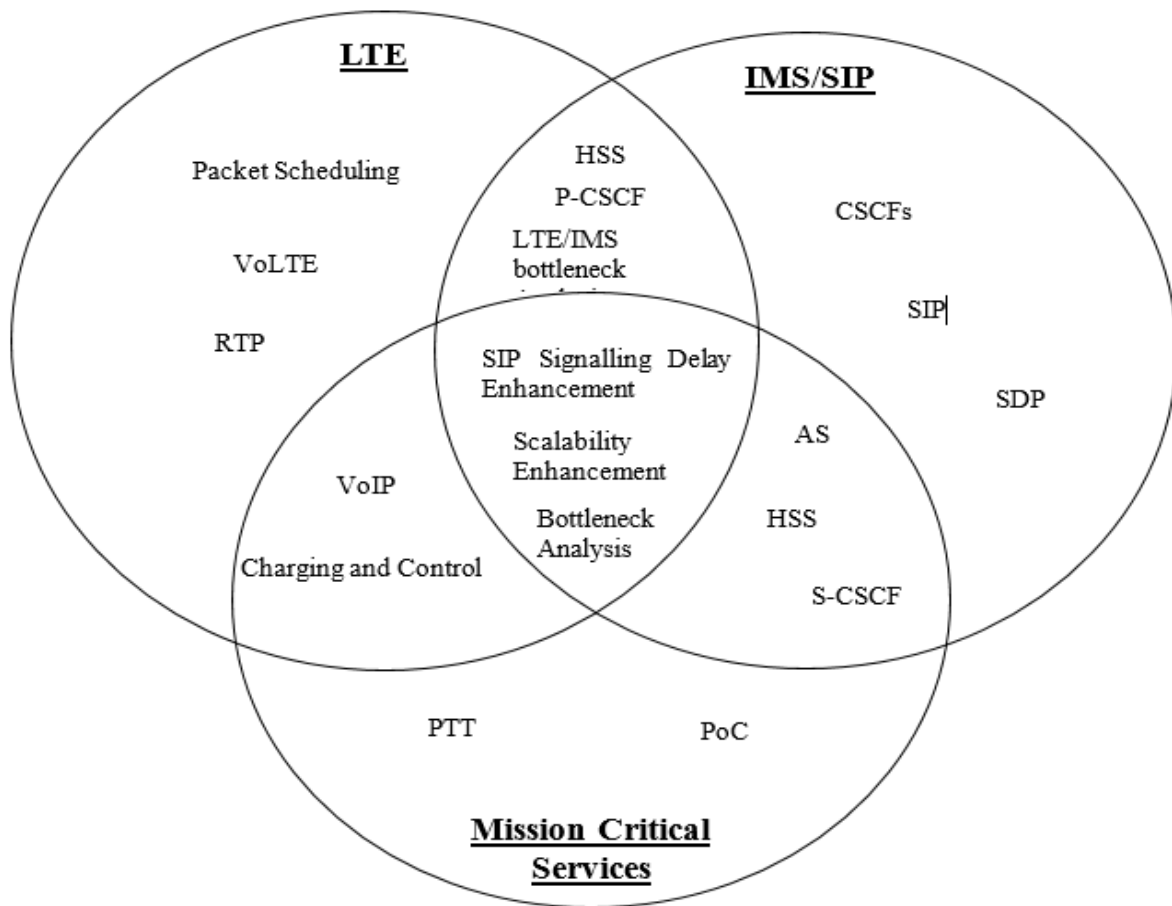 LTE
IMS/SIP
Packet Scheduling
VoLTE
RTP
HSS
P-CSCF
LTE/IMS
bottleneck
CSCFs
SIP
SDP
SIP Signalling Delay
Enhancement
Scalability
Enhancement
Bottleneck
Analysis
VoIP
Charging and Control
AS
HSS
S-CSCF
PTT
PoC
Mission Critical
Services